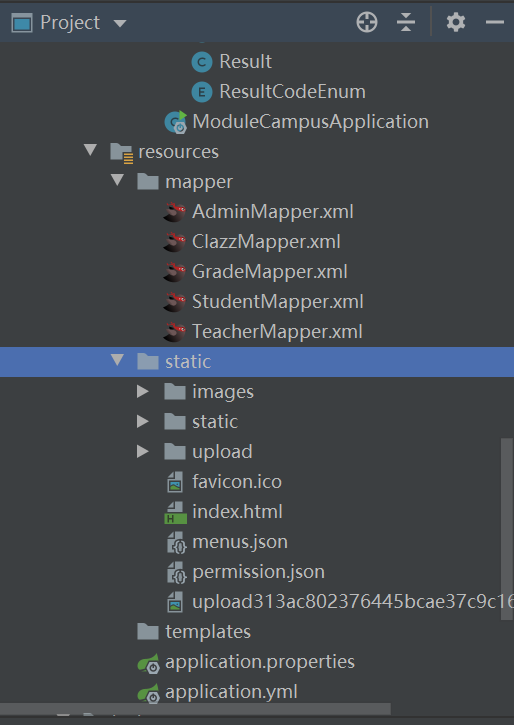 Project
Result
ResultCodeEnum
ModuleCampusApplication
resources
mapper
AdminMapper.xml
ClazzMapper.xml
GradeMapper.xml
StudentMapper.xml
TeacherMapper.xml
static
images
static
upload
favicon.ico
index.html
menus.json
permission.json
upload313ac802376445bcae37c9c16
templates
application.properties
application.yml